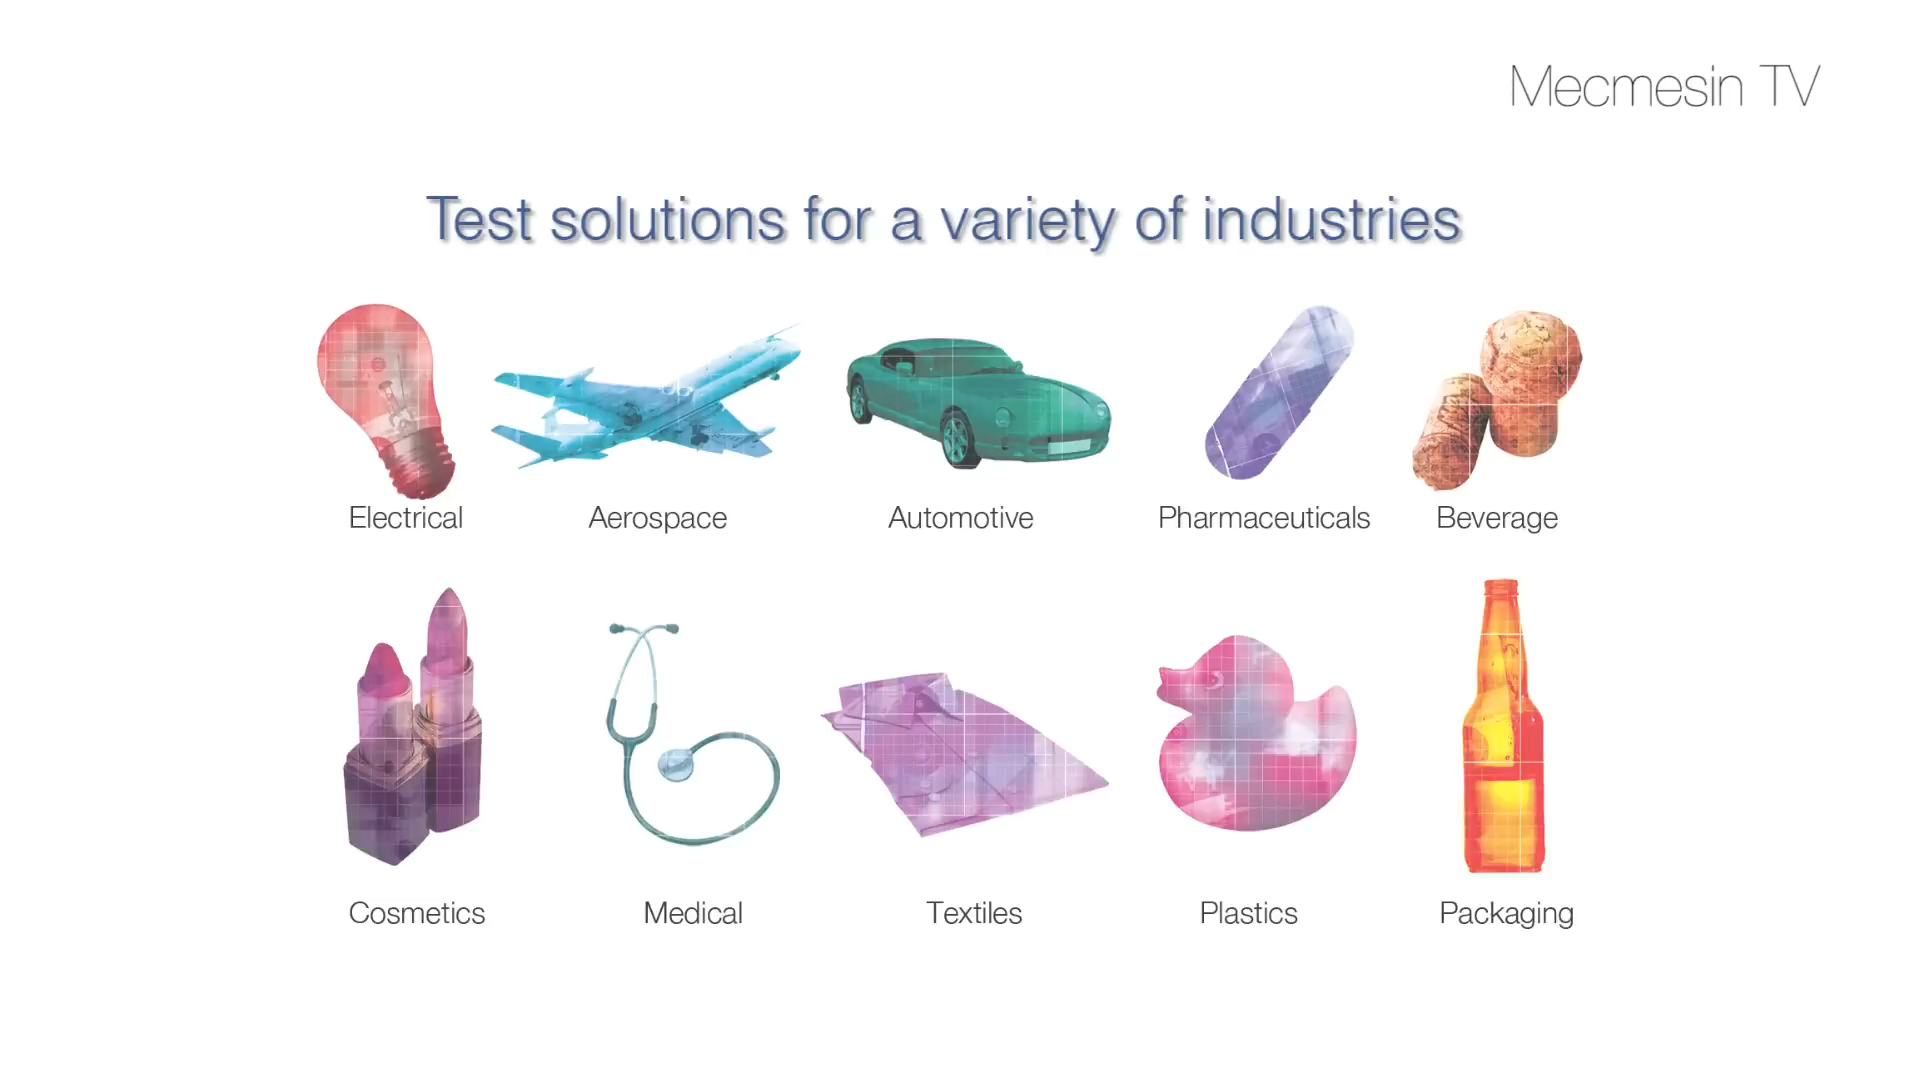 Mecmesin TV
Test solutions for a variety of industries
Electrical
Aerospace
Automotive
Pharmaceuticals
Beverage
Cosmetics
Medical
Textiles
Plastics
Packaging